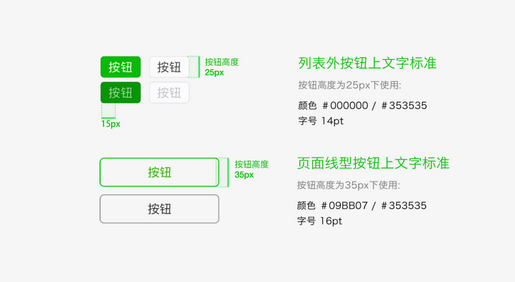 按钮 按钮 按钮高度
25px
按钮 按钮
15px
列表外按钮上文字标准
按钮高度为25px下使用:
颜色 #000000 / #353535
字号 14pt
按钮 按钮高度
35px
按钮
页面线型按钮上文字标准
按钮高度为35px下使用:
颜色 #09BB07 / #353535
字号 16pt